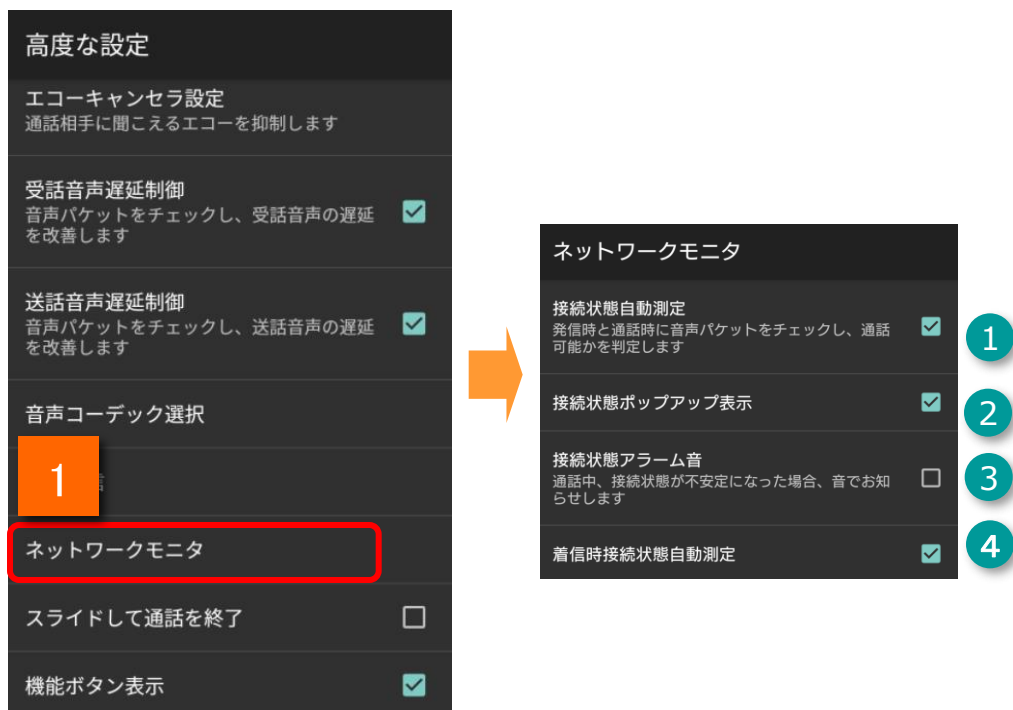 高度な設定
エコーキャンセラ設定
通話相手に聞こえるエコーを抑制します
受話音声遅延制御
音声パケットをチェックし、受話音声の遅延
を改善します
送話音声遅延制御
音声パケットをチェックし、送話音声の遅延
を改善します
音声コーデック選択
1
ネットワークモニタ
スライドして通話を終了
機能ボタン表示
ネットワークモニタ
接続状態自動測定
発信時と通話時に音声パケットをチェックし、通話
可能かを判定します
1
接続状態ポップアップ表示
2
接続状態アラーム音
通話中、接続状態が不安定になった場合、音でお知
らせします
3
着信時接続状態自動測定
4